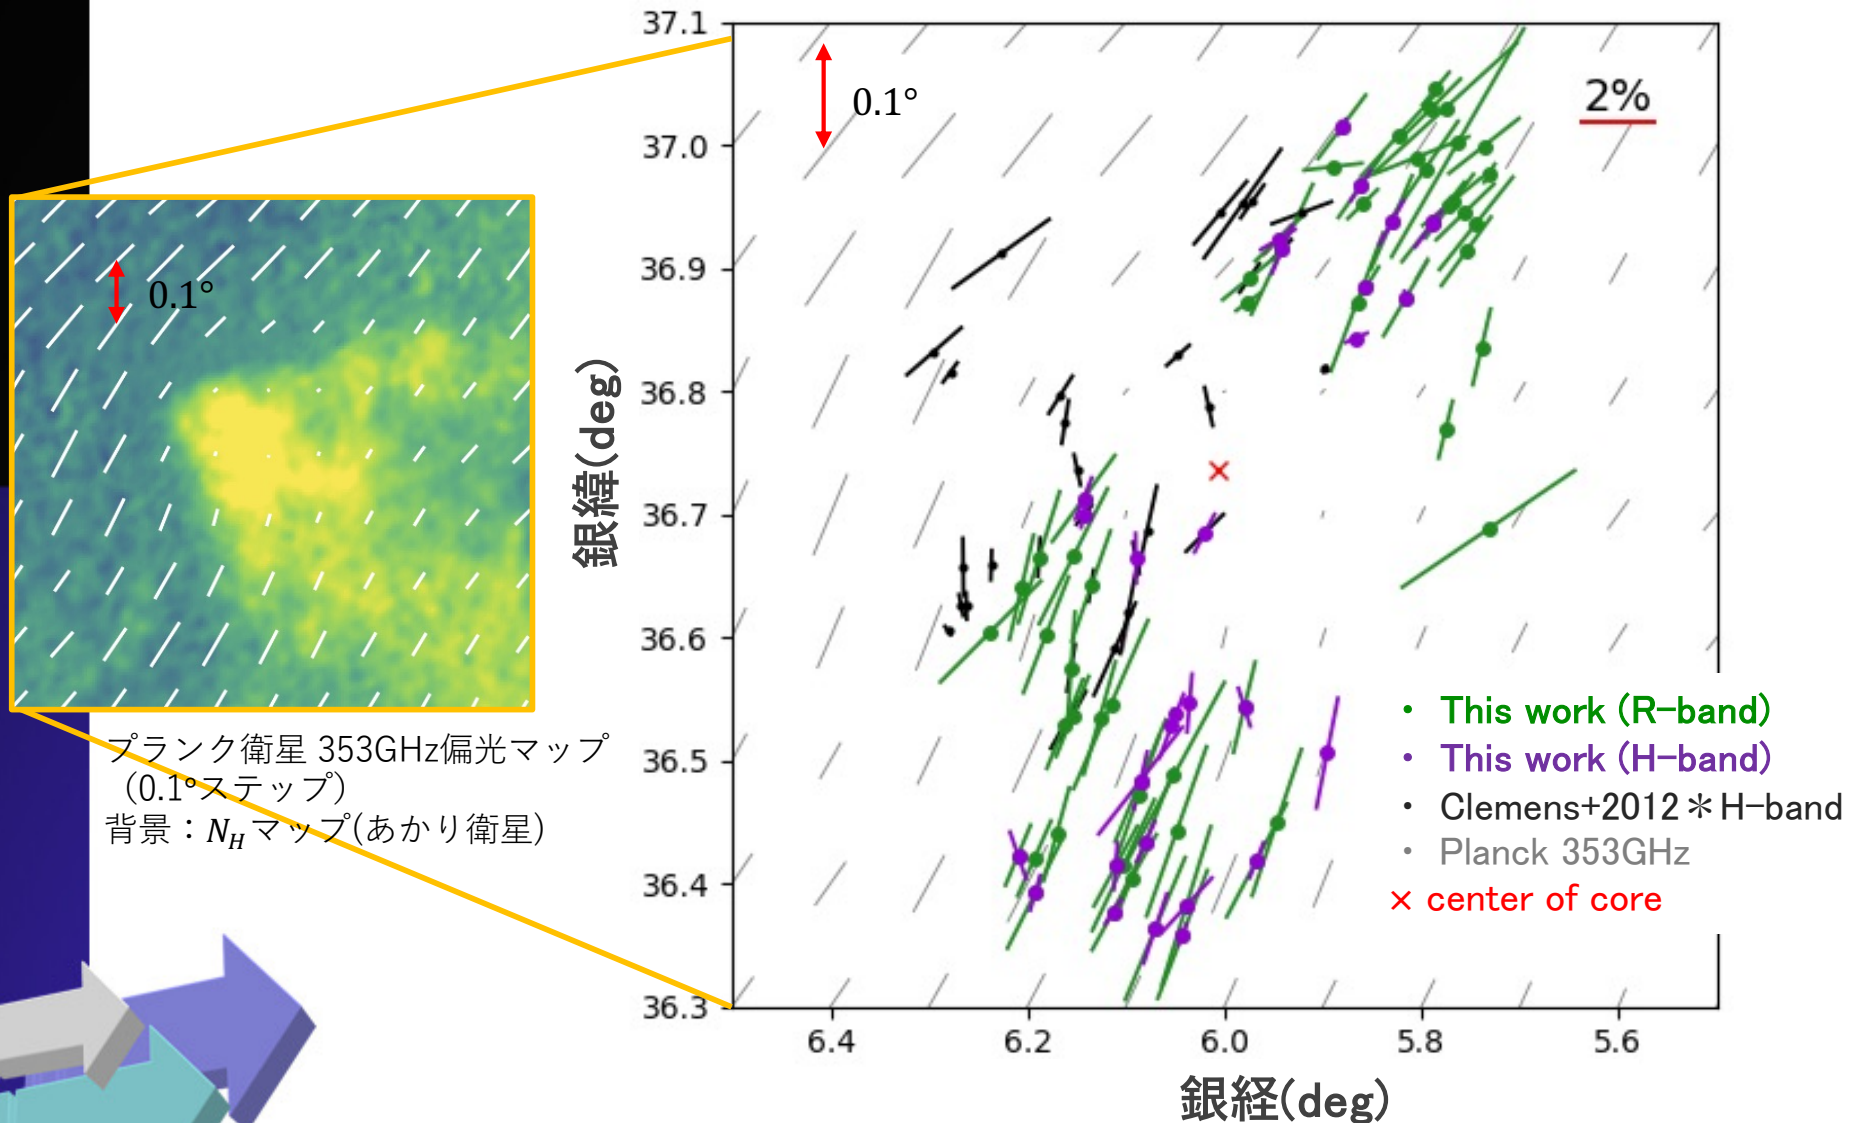 37.1
37.0
36.9
36.8
36.7
36.6
36.5
36.4
36.3
0.1°
2%
0.1°
銀緯(deg)
プランク衛星 353GHz偏光マップ
(0.1°ステップ)
背景：N_Hマップ(あかり衛星)
• This work (R-band)
• This work (H-band)
• Clemens+2012＊H-band
• Planck 353GHz
× center of core
6.4 6.2 6.0 5.8 5.6
銀経(deg)